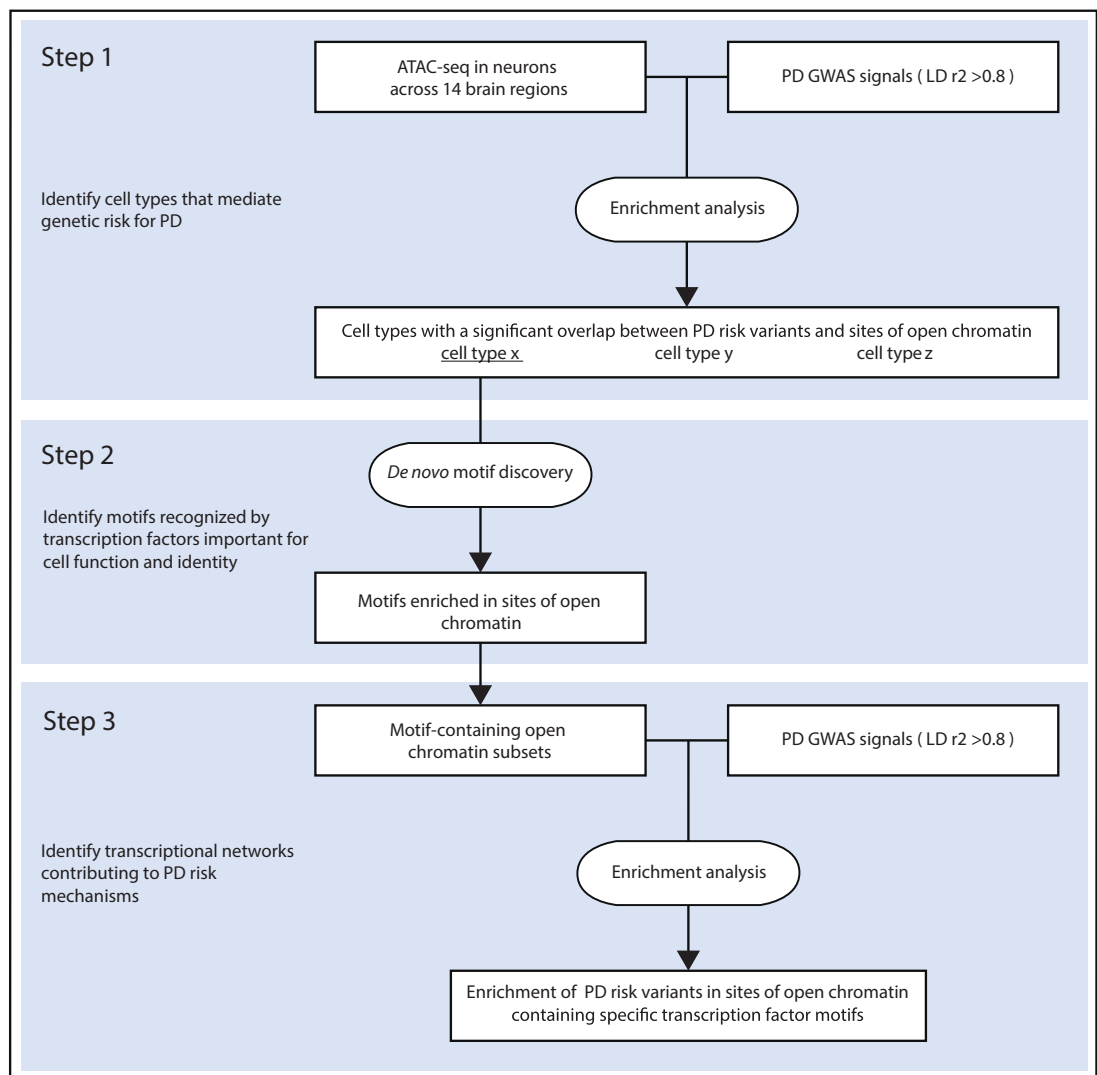 Step 1
ATAC-seq in neurons
across 14 brain regions
PD GWAS signals ( LD r2 >0.8 )
Identify cell types that mediate
genetic risk for PD
Enrichment analysis
Cell types with a significant overlap between PD risk variants and sites of open chromatin
cell type x cell type y cell type z
Step 2
De novo motif discovery
Identify motifs recognized by
transcription factors important for
cell function and identity
Motifs enriched in sites of open
chromatin
Step 3
Motif-containing open
chromatin subsets
PD GWAS signals ( LD r2 >0.8 )
Identify transcriptional networks
contributing to PD risk
mechanisms
Enrichment analysis
Enrichment of PD risk variants in sites of open chromatin
containing specific transcription factor motifs